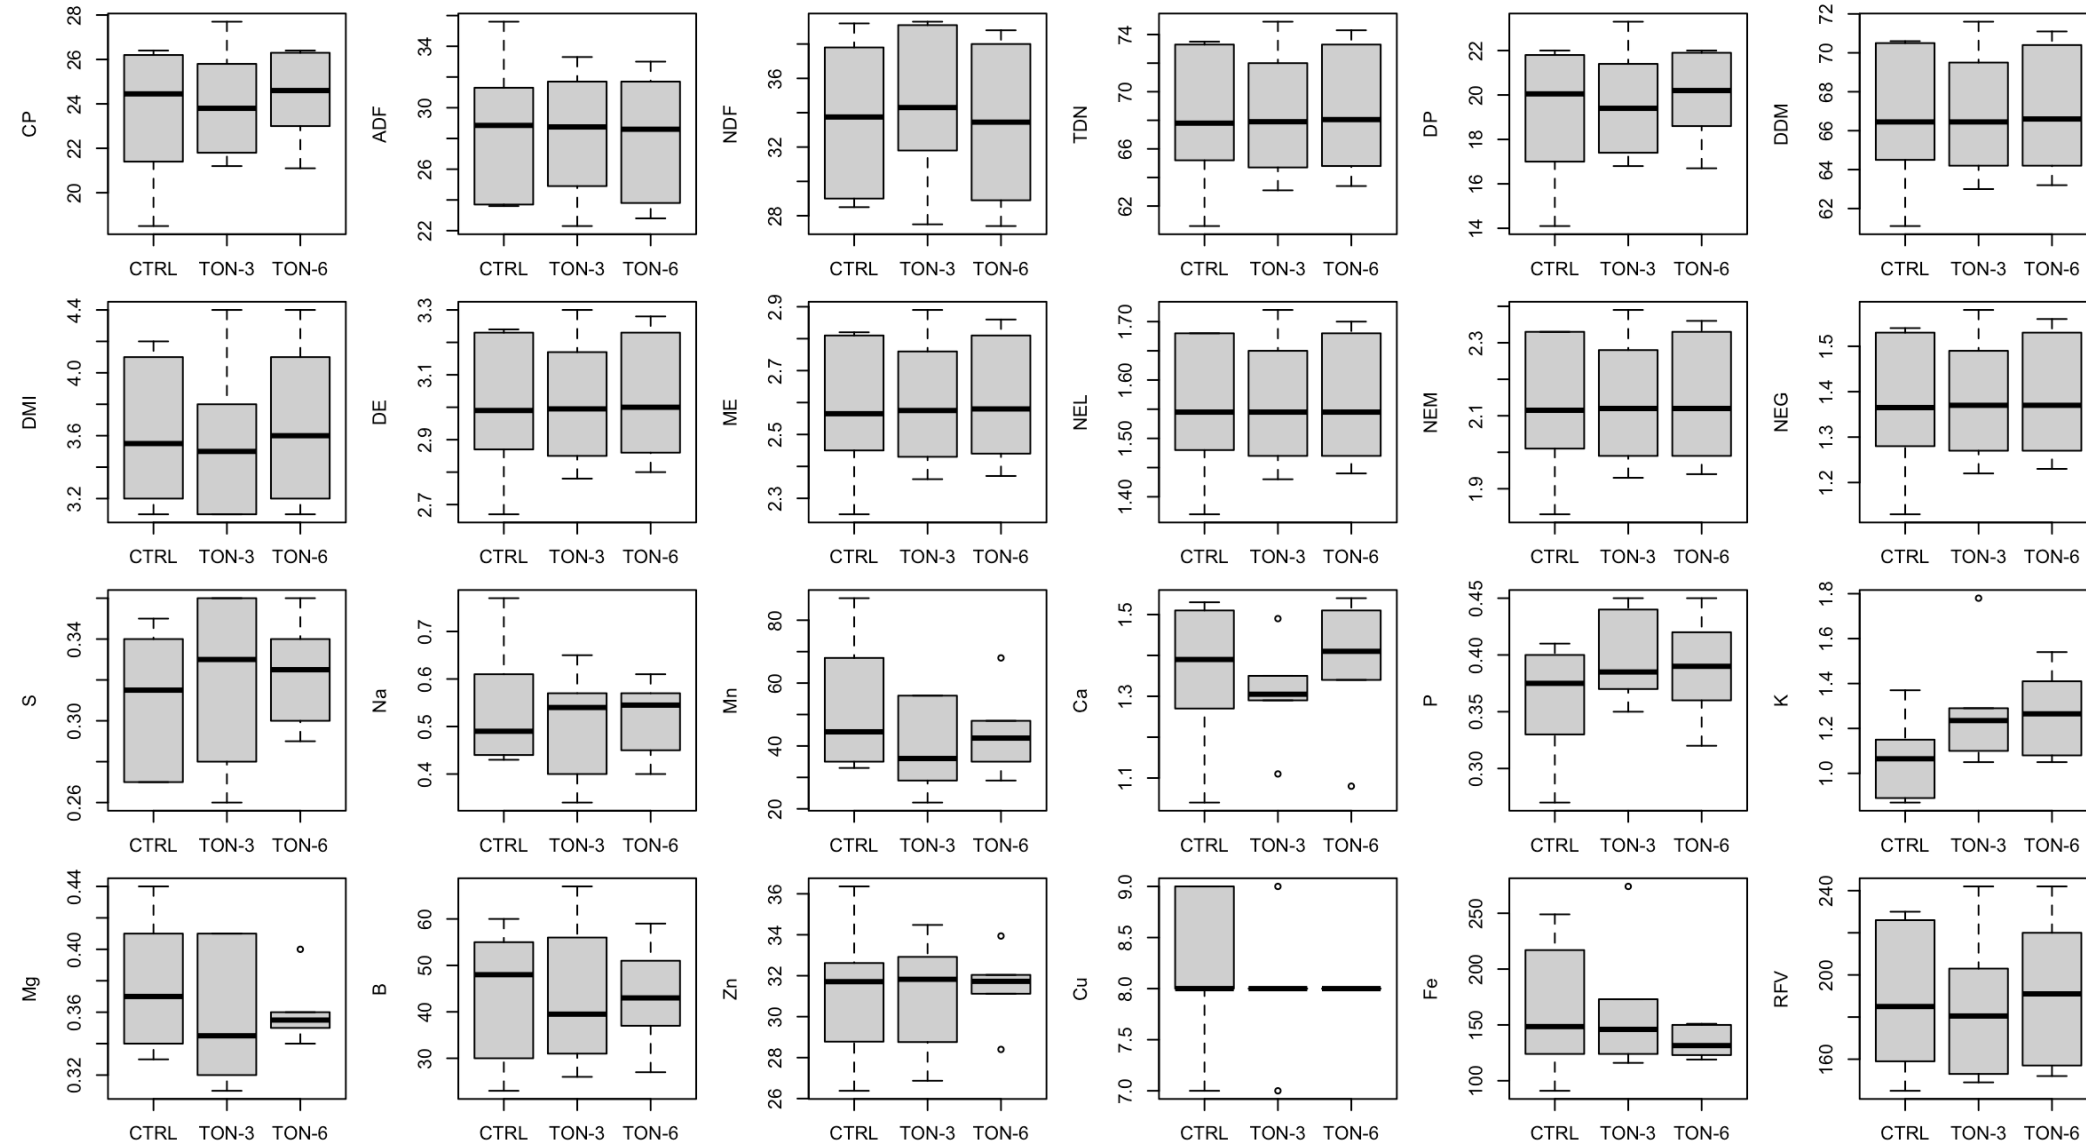 CP 20 22 24 26 28 CTRL TON-3 TON-6
ADF 22 26 30 34 CTRL TON-3 TON-6
NDF 28 32 36 CTRL TON-3 TON-6
TDN 62 66 70 74 CTRL TON-3 TON-6
DP 14 16 18 20 22 CTRL TON-3 TON-6
DDM 62 64 66 68 70 72 CTRL TON-3 TON-6
DMI 3.2 3.6 4.0 4.4 CTRL TON-3 TON-6
DE 2.7 2.9 3.1 3.3 CTRL TON-3 TON-6
ME 2.3 2.5 2.7 2.9 CTRL TON-3 TON-6
NEL 1.40 1.50 1.60 1.70 CTRL TON-3 TON-6
NEM 1.9 2.1 2.3 CTRL TON-3 TON-6
NEG 1.2 1.3 1.4 1.5 CTRL TON-3 TON-6
S 0.26 0.30 0.34 CTRL TON-3 TON-6
Na 0.4 0.5 0.6 0.7 CTRL TON-3 TON-6
Mn 20 40 60 80 CTRL TON-3 TON-6
Ca 1.1 1.3 1.5 CTRL TON-3 TON-6
P 0.30 0.35 0.40 0.45 CTRL TON-3 TON-6
K 1.0 1.2 1.4 1.6 1.8 CTRL TON-3 TON-6
Mg 0.32 0.36 0.40 0.44 CTRL TON-3 TON-6
B 30 40 50 60 CTRL TON-3 TON-6
Zn 26 28 30 32 34 36 CTRL TON-3 TON-6
Cu 7.0 7.5 8.0 8.5 9.0 CTRL TON-3 TON-6
Fe 100 150 200 250 CTRL TON-3 TON-6
RFV 160 200 240 CTRL TON-3 TON-6